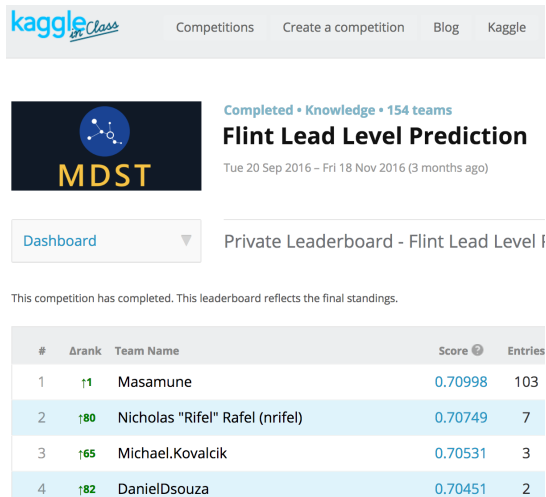 kaggle in Class
Competitions Create a competition Blog Kaggle
MDST
Completed • Knowledge • 154 teams
Flint Lead Level Prediction
Tue 20 Sep 2016 – Fri 18 Nov 2016 (3 months ago)
Dashboard
Private Leaderboard - Flint Lead Level
This competition has completed. This leaderboard reflects the final standings.
# Δrank Team Name Score Entries
1 ↑1 Masamune 0.70998 103
2 ↑80 Nicholas "Rifel" Rafel (nrifel) 0.70749 7
3 ↑65 Michael.Kovalcik 0.70531 3
4 ↑82 DanielDsouza 0.70451 2